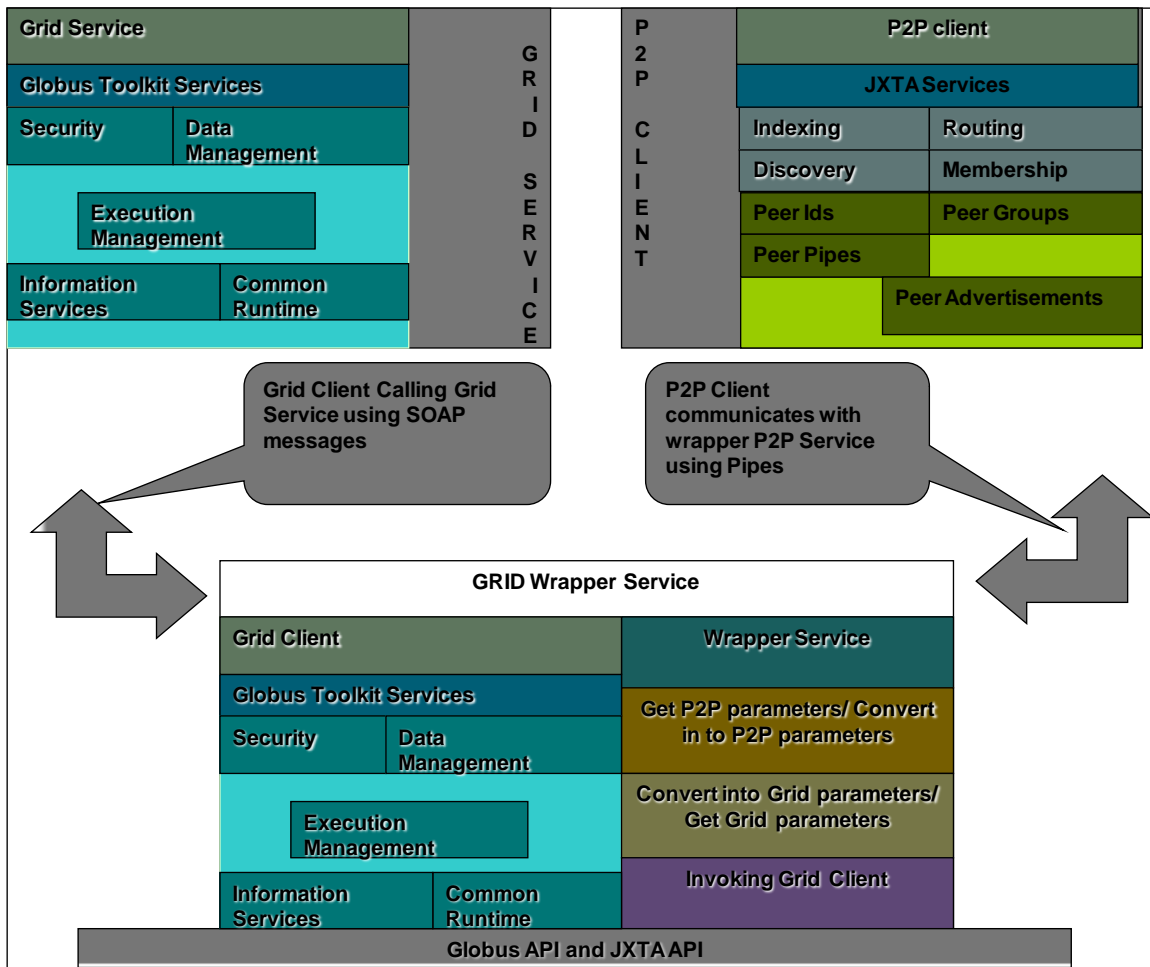 Grid Service
Globus Toolkit Services
Security
Data
Management
Execution
Management
Information
Services
Common
Runtime
GRID SERVICE
P2P CLIENT
P2P client
JXTA Services
Indexing
Routing
Discovery
Membership
Peer Ids
Peer Groups
Peer Pipes
Peer Advertisements
Grid Client Calling Grid
Service using SOAP
messages
P2P Client
communicates with
wrapper P2P Service
using Pipes
GRID Wrapper Service
Grid Client
Globus Toolkit Services
Security
Data
Management
Execution
Management
Information
Services
Common
Runtime
Wrapper Service
Get P2P parameters/ Convert
in to P2P parameters
Convert into Grid parameters/
Get Grid parameters
Invoking Grid Client
Globus API and JXTA API